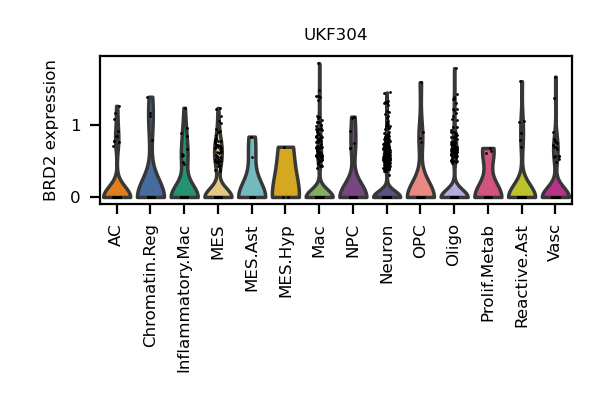 UKF304
BRD2 expression
1
0
AC
Chromatin.Reg
Inflammatory.Mac
MES
MES.Ast
MES.Hyp
Mac
NPC
Neuron
OPC
Oligo
Prolif.Metab
Reactive.Ast
Vasc